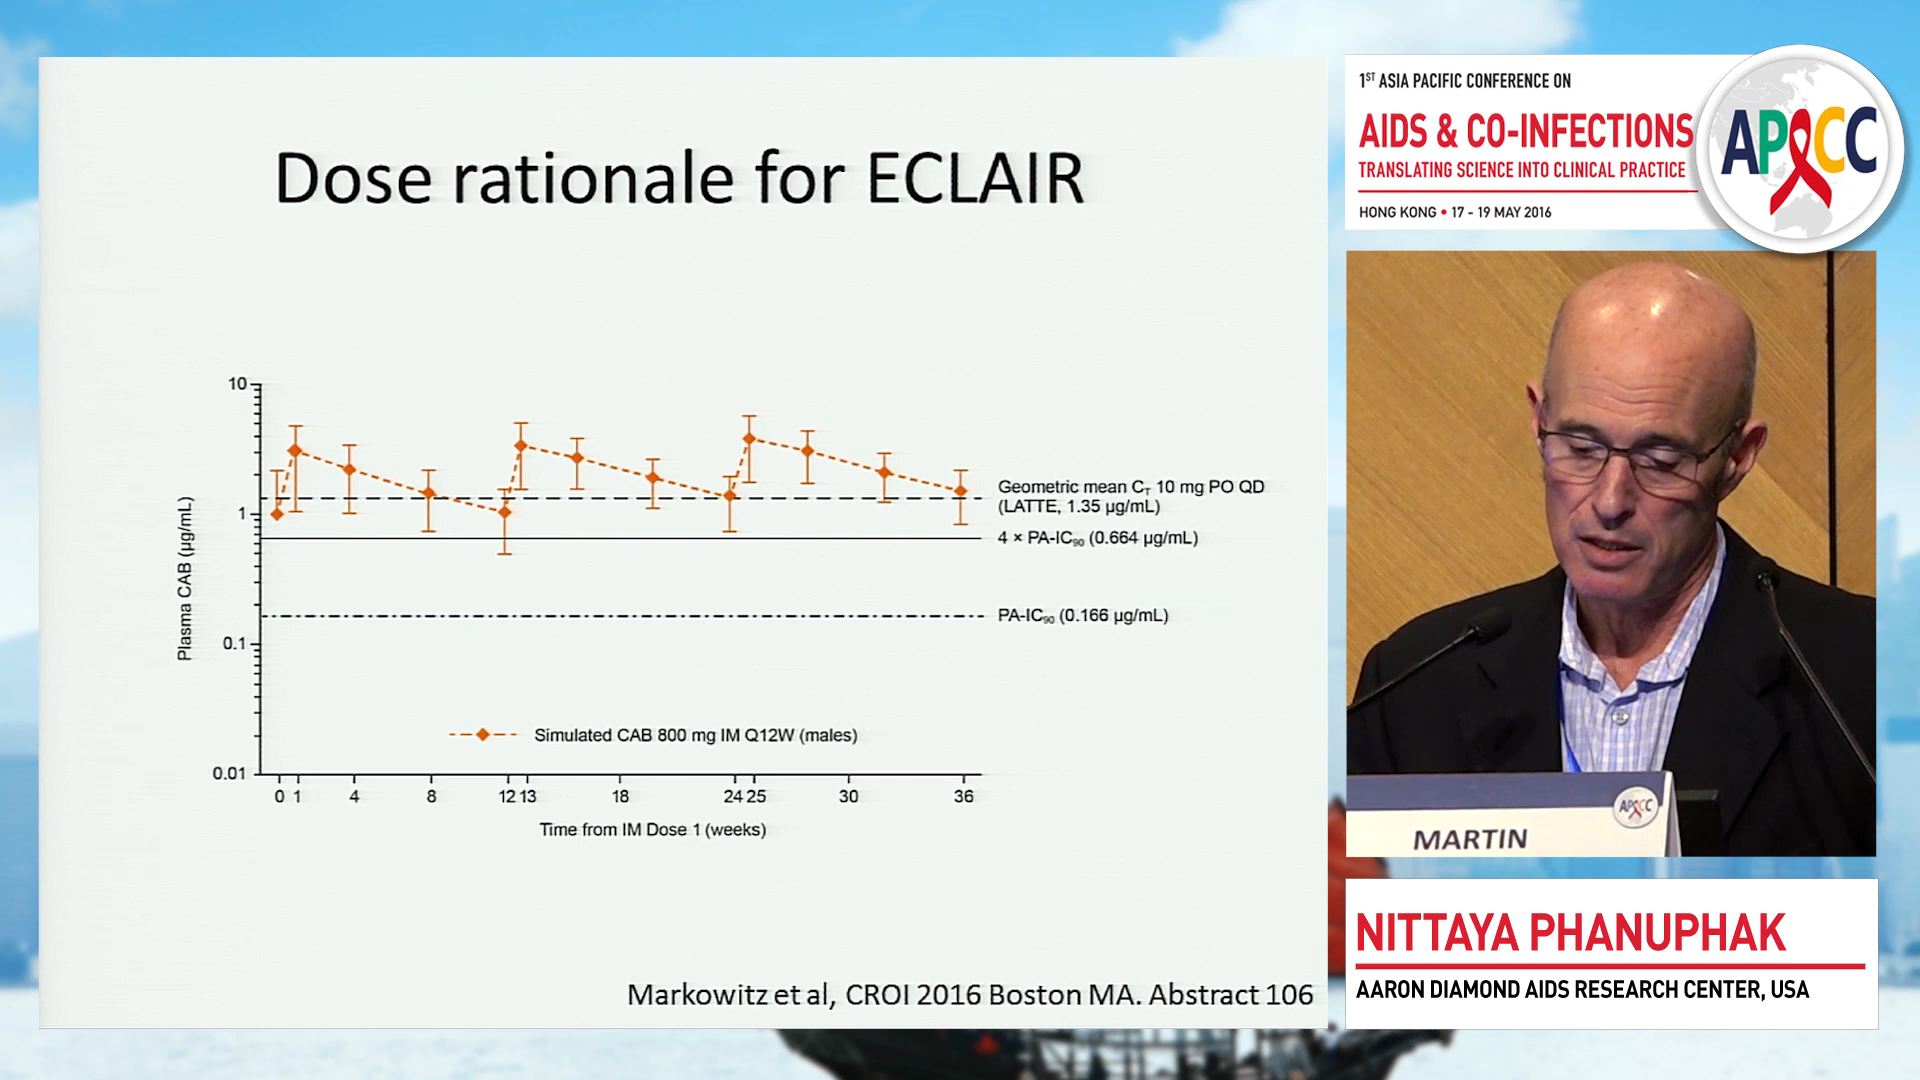 Dose rationale for ECLAIR
10
1
0.1
0.01
Plasma CAB (µg/mL)
Geometric mean Cτ 10 mg PO QD
(LATTE, 1.35 µg/mL)
4 × PA-IC₉₀ (0.664 µg/mL)
PA-IC₉₀ (0.166 µg/mL)
Simulated CAB 800 mg IM Q12W (males)
0 1 4 8 12 13 18 24 25 30 36
Time from IM Dose 1 (weeks)
Markowitz et al, CROI 2016 Boston MA. Abstract 106
1ST ASIA PACIFIC CONFERENCE ON
AIDS & CO-INFECTIONS
TRANSLATING SCIENCE INTO CLINICAL PRACTICE
HONG KONG • 17 - 19 MAY 2016
APACC
APACC
MARTIN
NITTAYA PHANUPHAK
AARON DIAMOND AIDS RESEARCH CENTER, USA